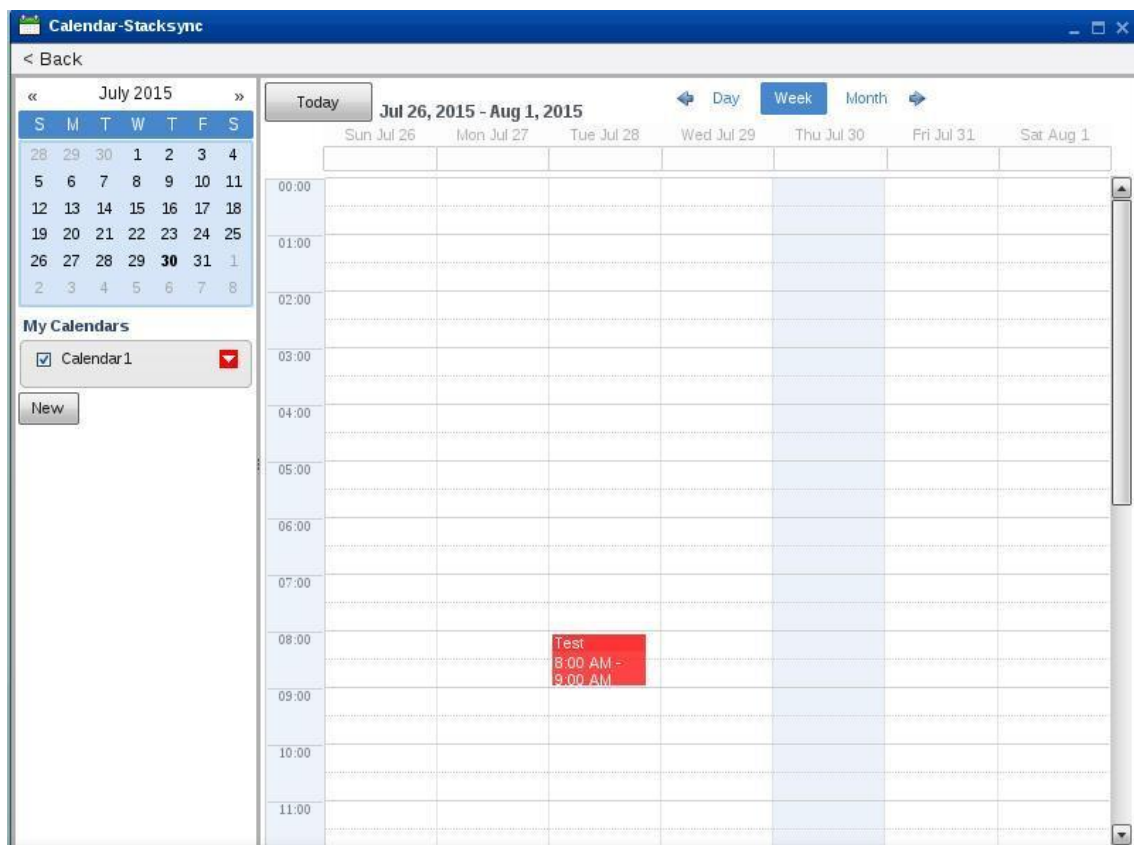 Calendar-Stacksync
< Back
« July 2015 »
S M T W T F S
28 29 30 1 2 3 4
5 6 7 8 9 10 11
12 13 14 15 16 17 18
19 20 21 22 23 24 25
26 27 28 29 30 31 1
2 3 4 5 6 7 8
My Calendars
Calendar1
New
Today
Jul 26, 2015 - Aug 1, 2015
Day Week Month
Sun Jul 26 Mon Jul 27 Tue Jul 28 Wed Jul 29 Thu Jul 30 Fri Jul 31 Sat Aug 1
00:00
01:00
02:00
03:00
04:00
05:00
06:00
07:00
08:00
Test
8:00 AM -
9:00 AM
09:00
10:00
11:00